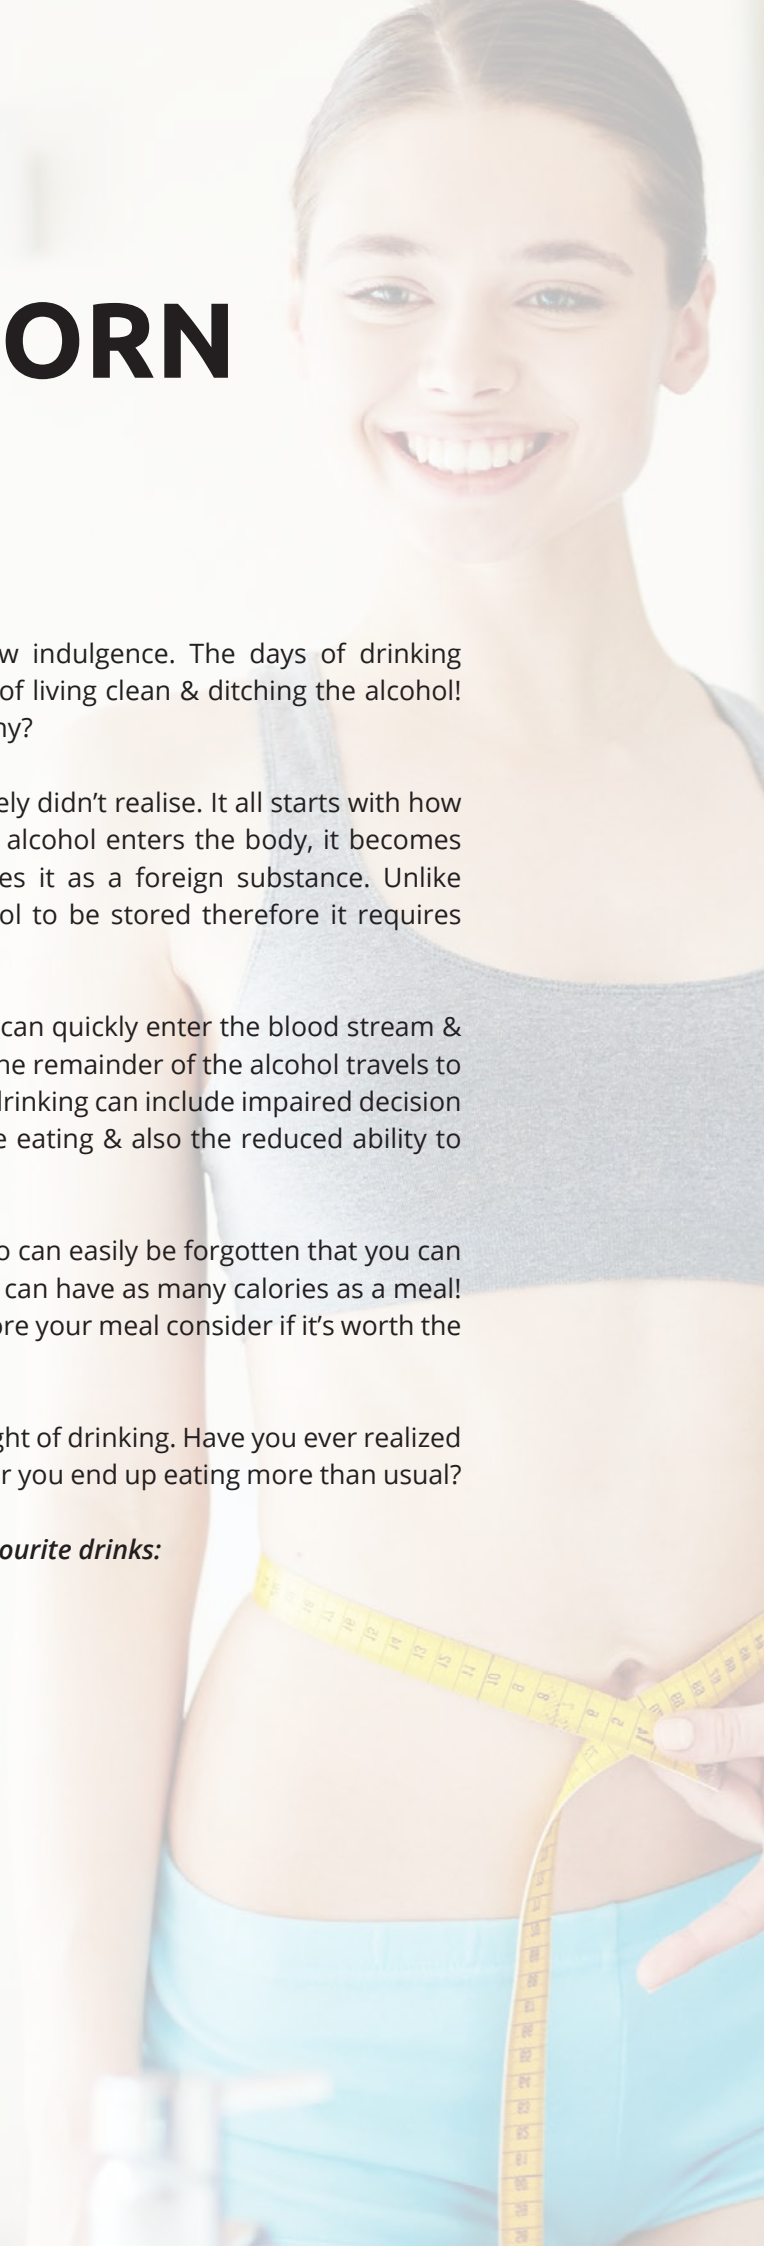 ORN
w indulgence. The days of drinking
of living clean & ditching the alcohol!
ny?
ely didn’t realise. It all starts with how
alcohol enters the body, it becomes
es it as a foreign substance. Unlike
ol to be stored therefore it requires
can quickly enter the blood stream &
ne remainder of the alcohol travels to
drinking can include impaired decision
e eating & also the reduced ability to
o can easily be forgotten that you can
can have as many calories as a meal!
ore your meal consider if it’s worth the
ght of drinking. Have you ever realized
r you end up eating more than usual?
ourite drinks: